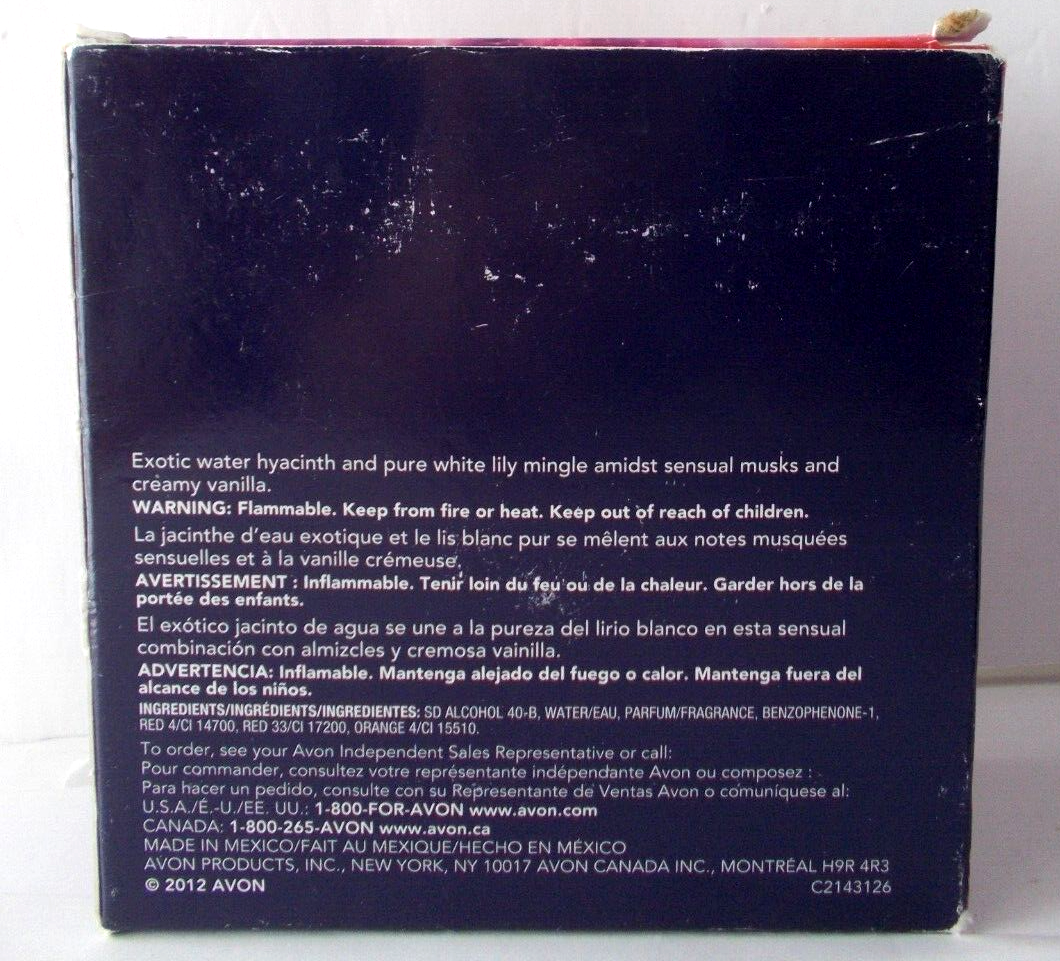 Exotic water hyacinth and pure white lily mingle amidst sensual musks and
creamy vanilla.
WARNING: Flammable. Keep from fire or heat. Keep out of reach of children.
La jacinthe d'eau exotique et le lis blanc pur se mêlent aux notes musquées
sensuelles et à la vanille crémeuse.
AVERTISSEMENT : Inflammable. Tenir loin du feu ou de la chaleur. Garder hors de la
portée des enfants.
El exótico jacinto de agua se une a la pureza del lirio blanco en esta sensual
combinación con almizcles y cremosa vainilla.
ADVERTENCIA: Inflamable. Mantenga alejado del fuego o calor. Mantenga fuera del
alcance de los niños.
INGREDIENTS/INGRÉDIENTS/INGREDIENTES: SD ALCOHOL 40-B, WATER/EAU, PARFUM/FRAGRANCE, BENZOPHENONE-1,
RED 4/CI 14700, RED 33/CI 17200, ORANGE 4/CI 15510.
To order, see your Avon Independent Sales Representative or call:
Pour commander, consultez votre représentante indépendante Avon ou composez :
Para hacer un pedido, consulte con su Representante de Ventas Avon o comuníquese al:
U.S.A./É.-U./EE. UU.: 1-800-FOR-AVON www.avon.com
CANADA: 1-800-265-AVON www.avon.ca
MADE IN MEXICO/FAIT AU MEXIQUE/HECHO EN MÉXICO
AVON PRODUCTS, INC., NEW YORK, NY 10017 AVON CANADA INC., MONTRÉAL H9R 4R3
© 2012 AVON C2143126